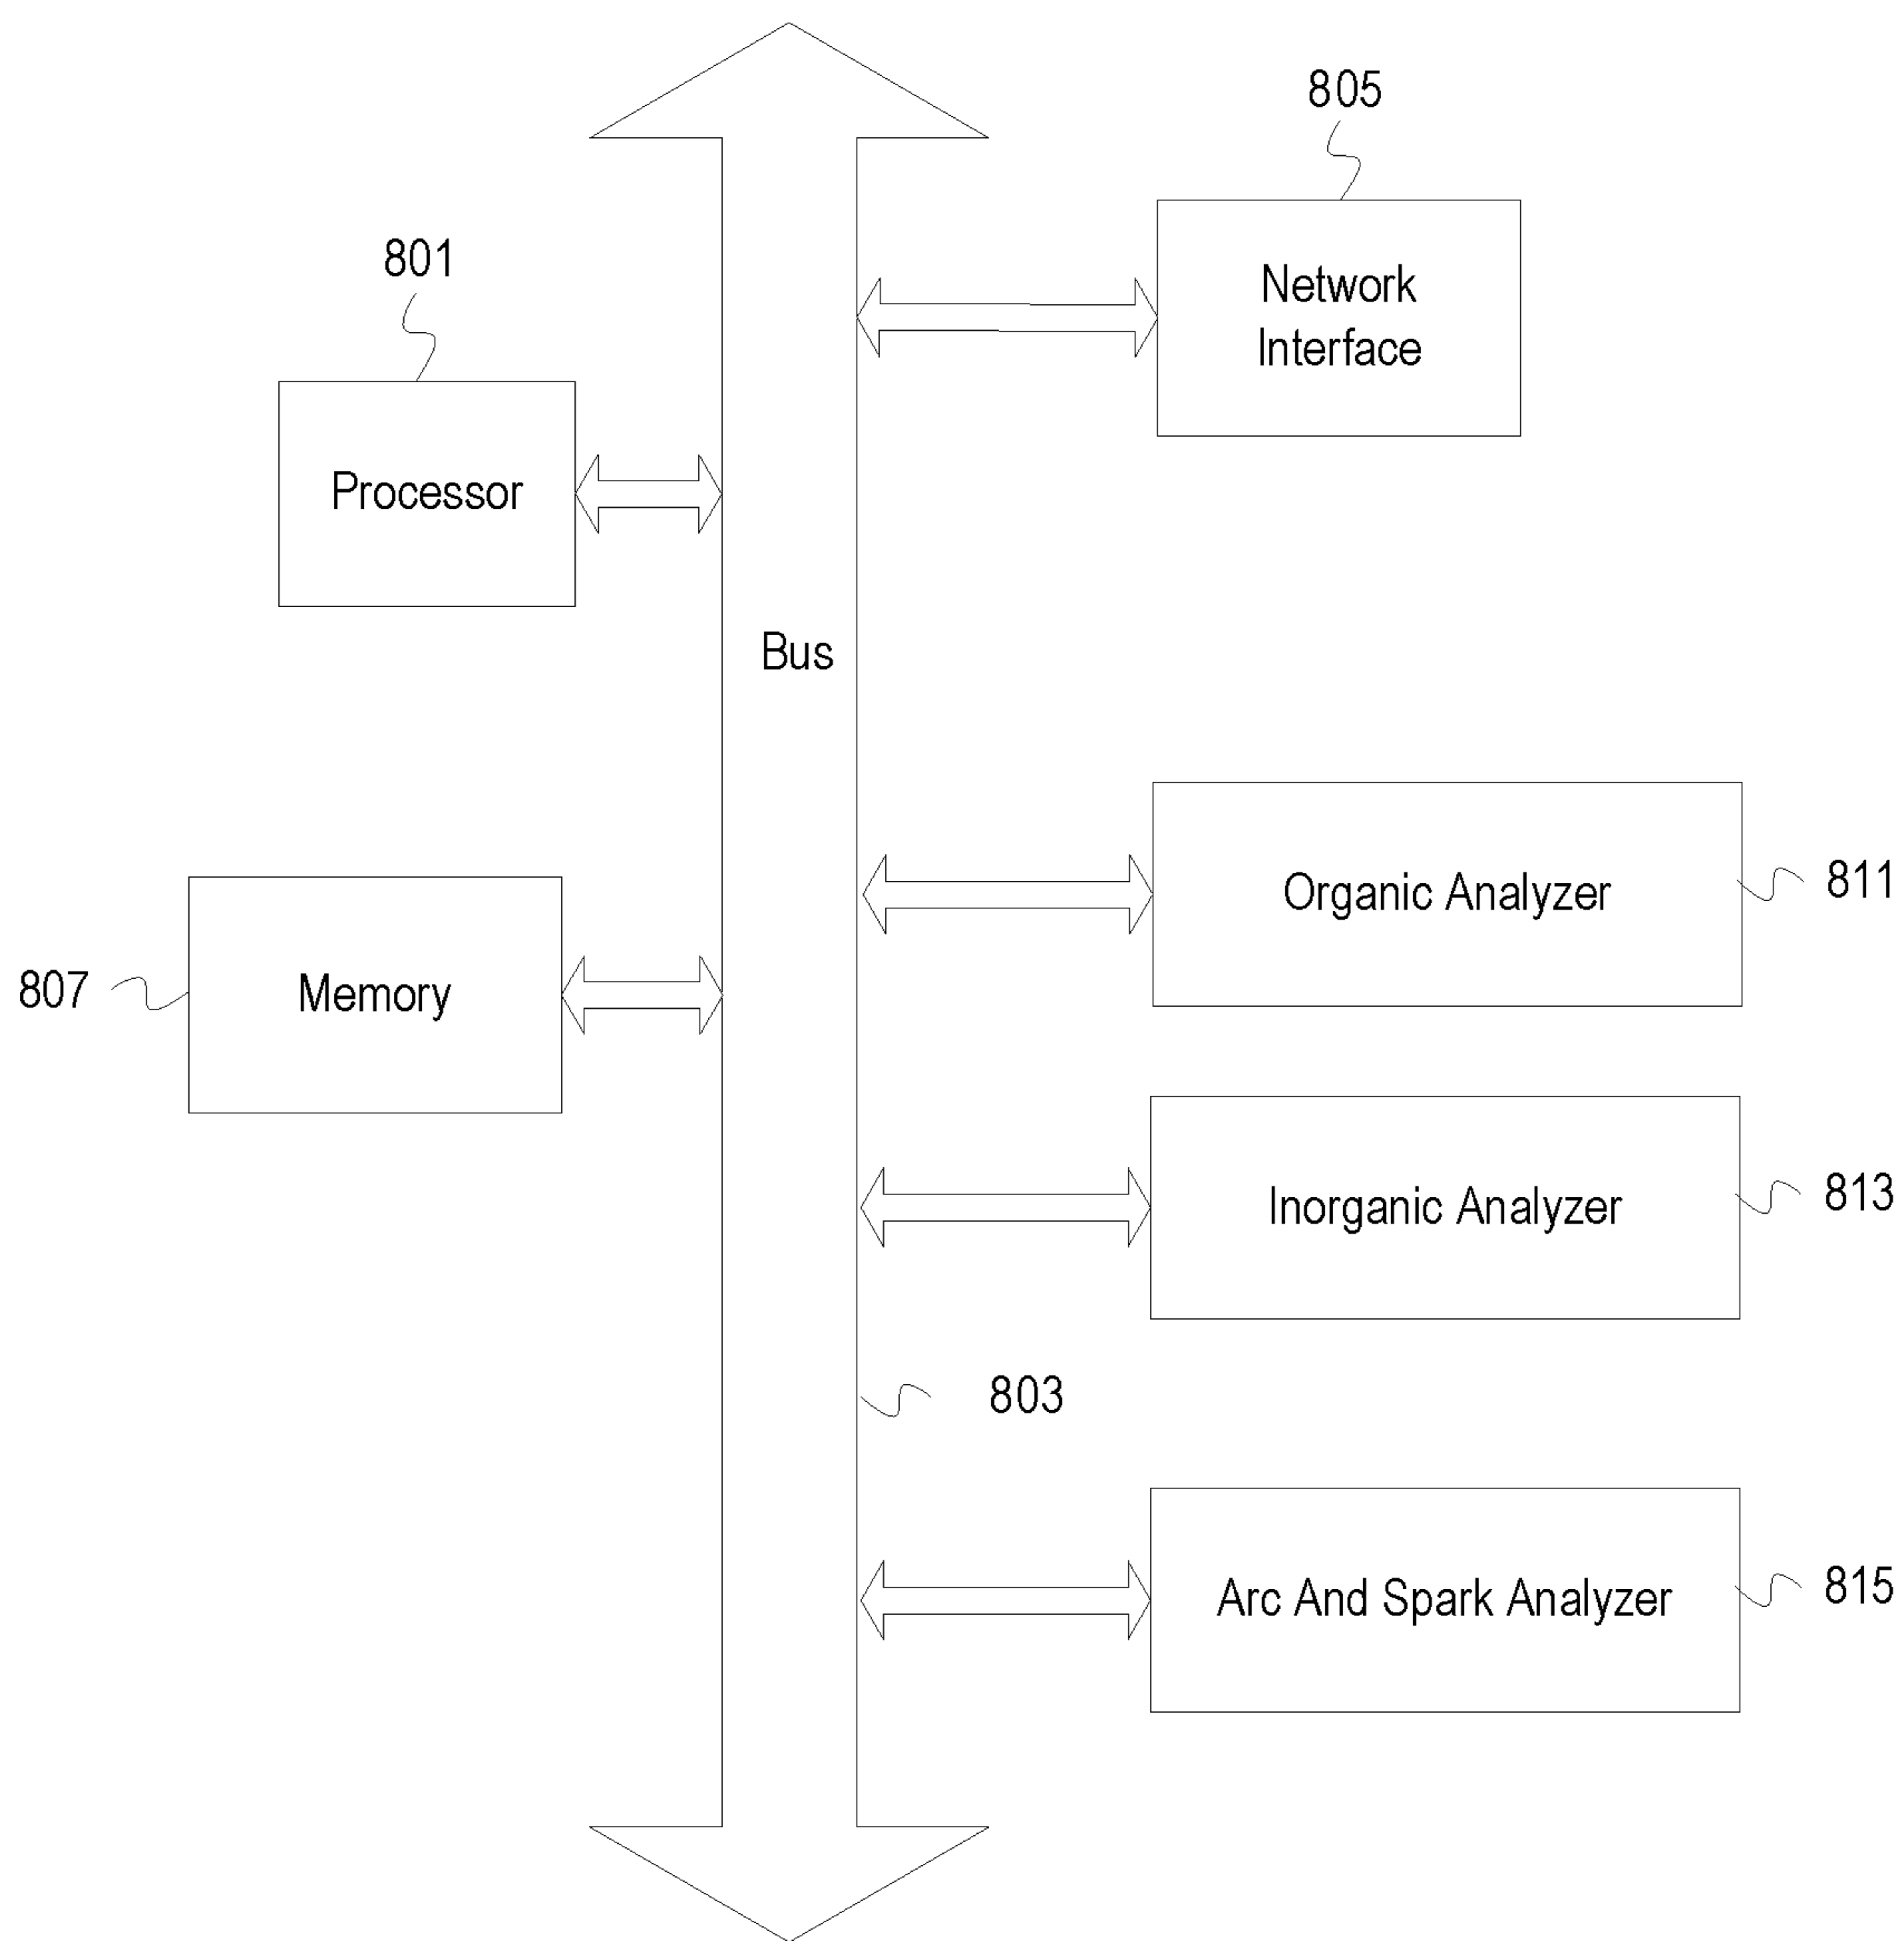 805
801
Network
Interface
Processor
Bus
Organic Analyzer
811
807
Memory
Inorganic Analyzer
813
803
Arc And Spark Analyzer
815